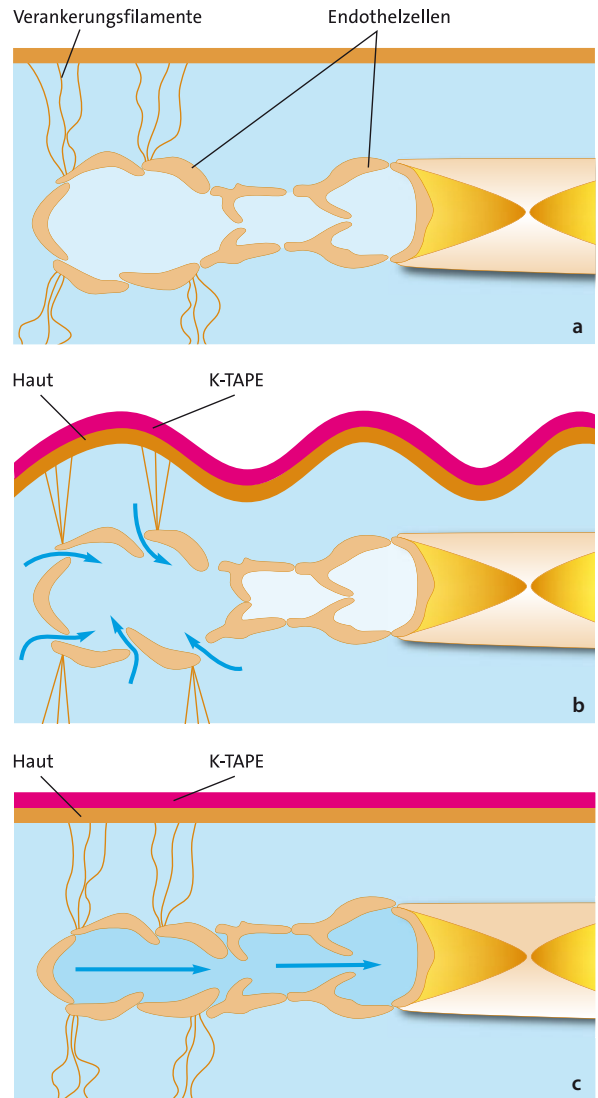 Verankerungsfilamente
Endothelzellen
a
Haut
K-TAPE
b
Haut
K-TAPE
c